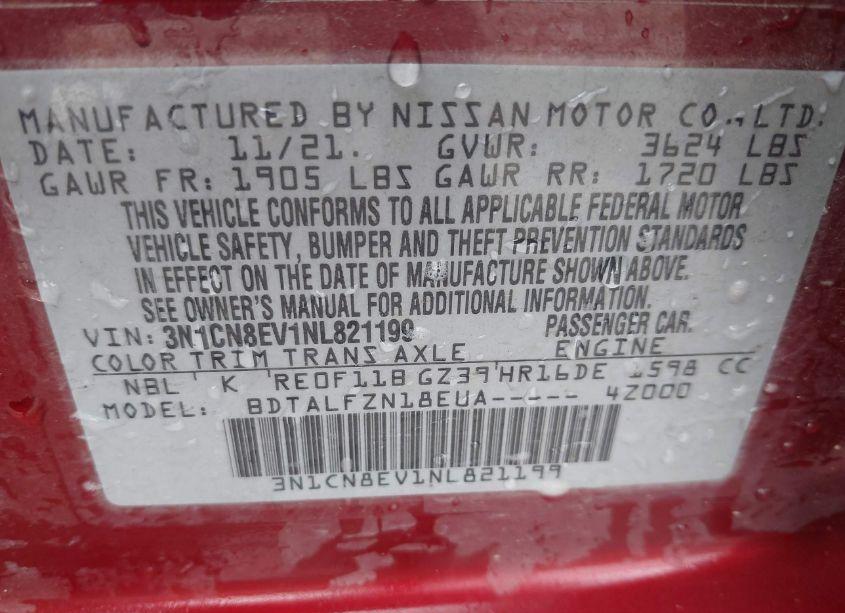 MANUFACTURED BY NISSAN MOTOR CO.,LTD.
DATE: 11/21. GVWR: 3624 LBS
GAWR FR: 1905 LBS GAWR RR: 1720 LBS
THIS VEHICLE CONFORMS TO ALL APPLICABLE FEDERAL MOTOR
VEHICLE SAFETY, BUMPER AND THEFT PREVENTION STANDARDS
IN EFFECT ON THE DATE OF MANUFACTURE SHOWN ABOVE.
SEE OWNER'S MANUAL FOR ADDITIONAL INFORMATION.
VIN: 3N1CN8EV1NL821199 PASSENGER CAR.
COLOR TRIM TRANS AXLE ENGINE
NBL K RE0F11B GZ39 HR16DE 1598 CC
MODEL: BDTALFZN18EUA----- 4Z000
3N1CN8EV1NL821199